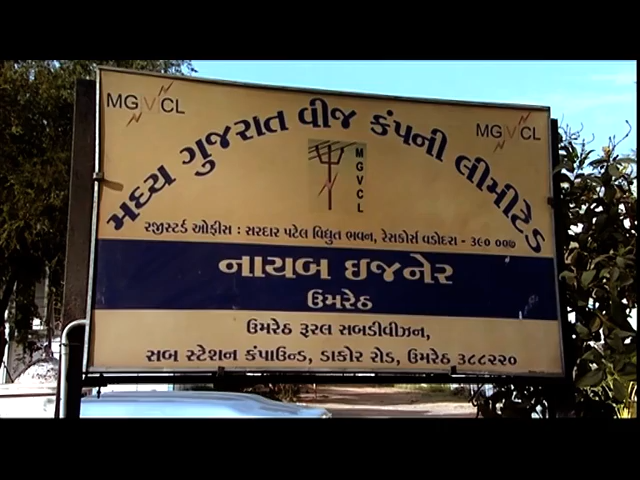 MGVCL
MGVCL
મધ્ય ગુજરાત વીજ કંપની લીમીટેડ
MGVCL
રજીસ્ટર્ડ ઓફીસ : સરદાર પટેલ વિદ્યુત ભવન, રેસકોર્સ વડોદરા - ૩૯૦ ૦૦૭
નાયબ ઇજનેર
ઉમરેઠ
ઉમરેઠ રૂરલ સબડીવીઝન,
સબ સ્ટેશન કંપાઉન્ડ, ડાકોર રોડ, ઉમરેઠ ૩૮૮૨૨૦